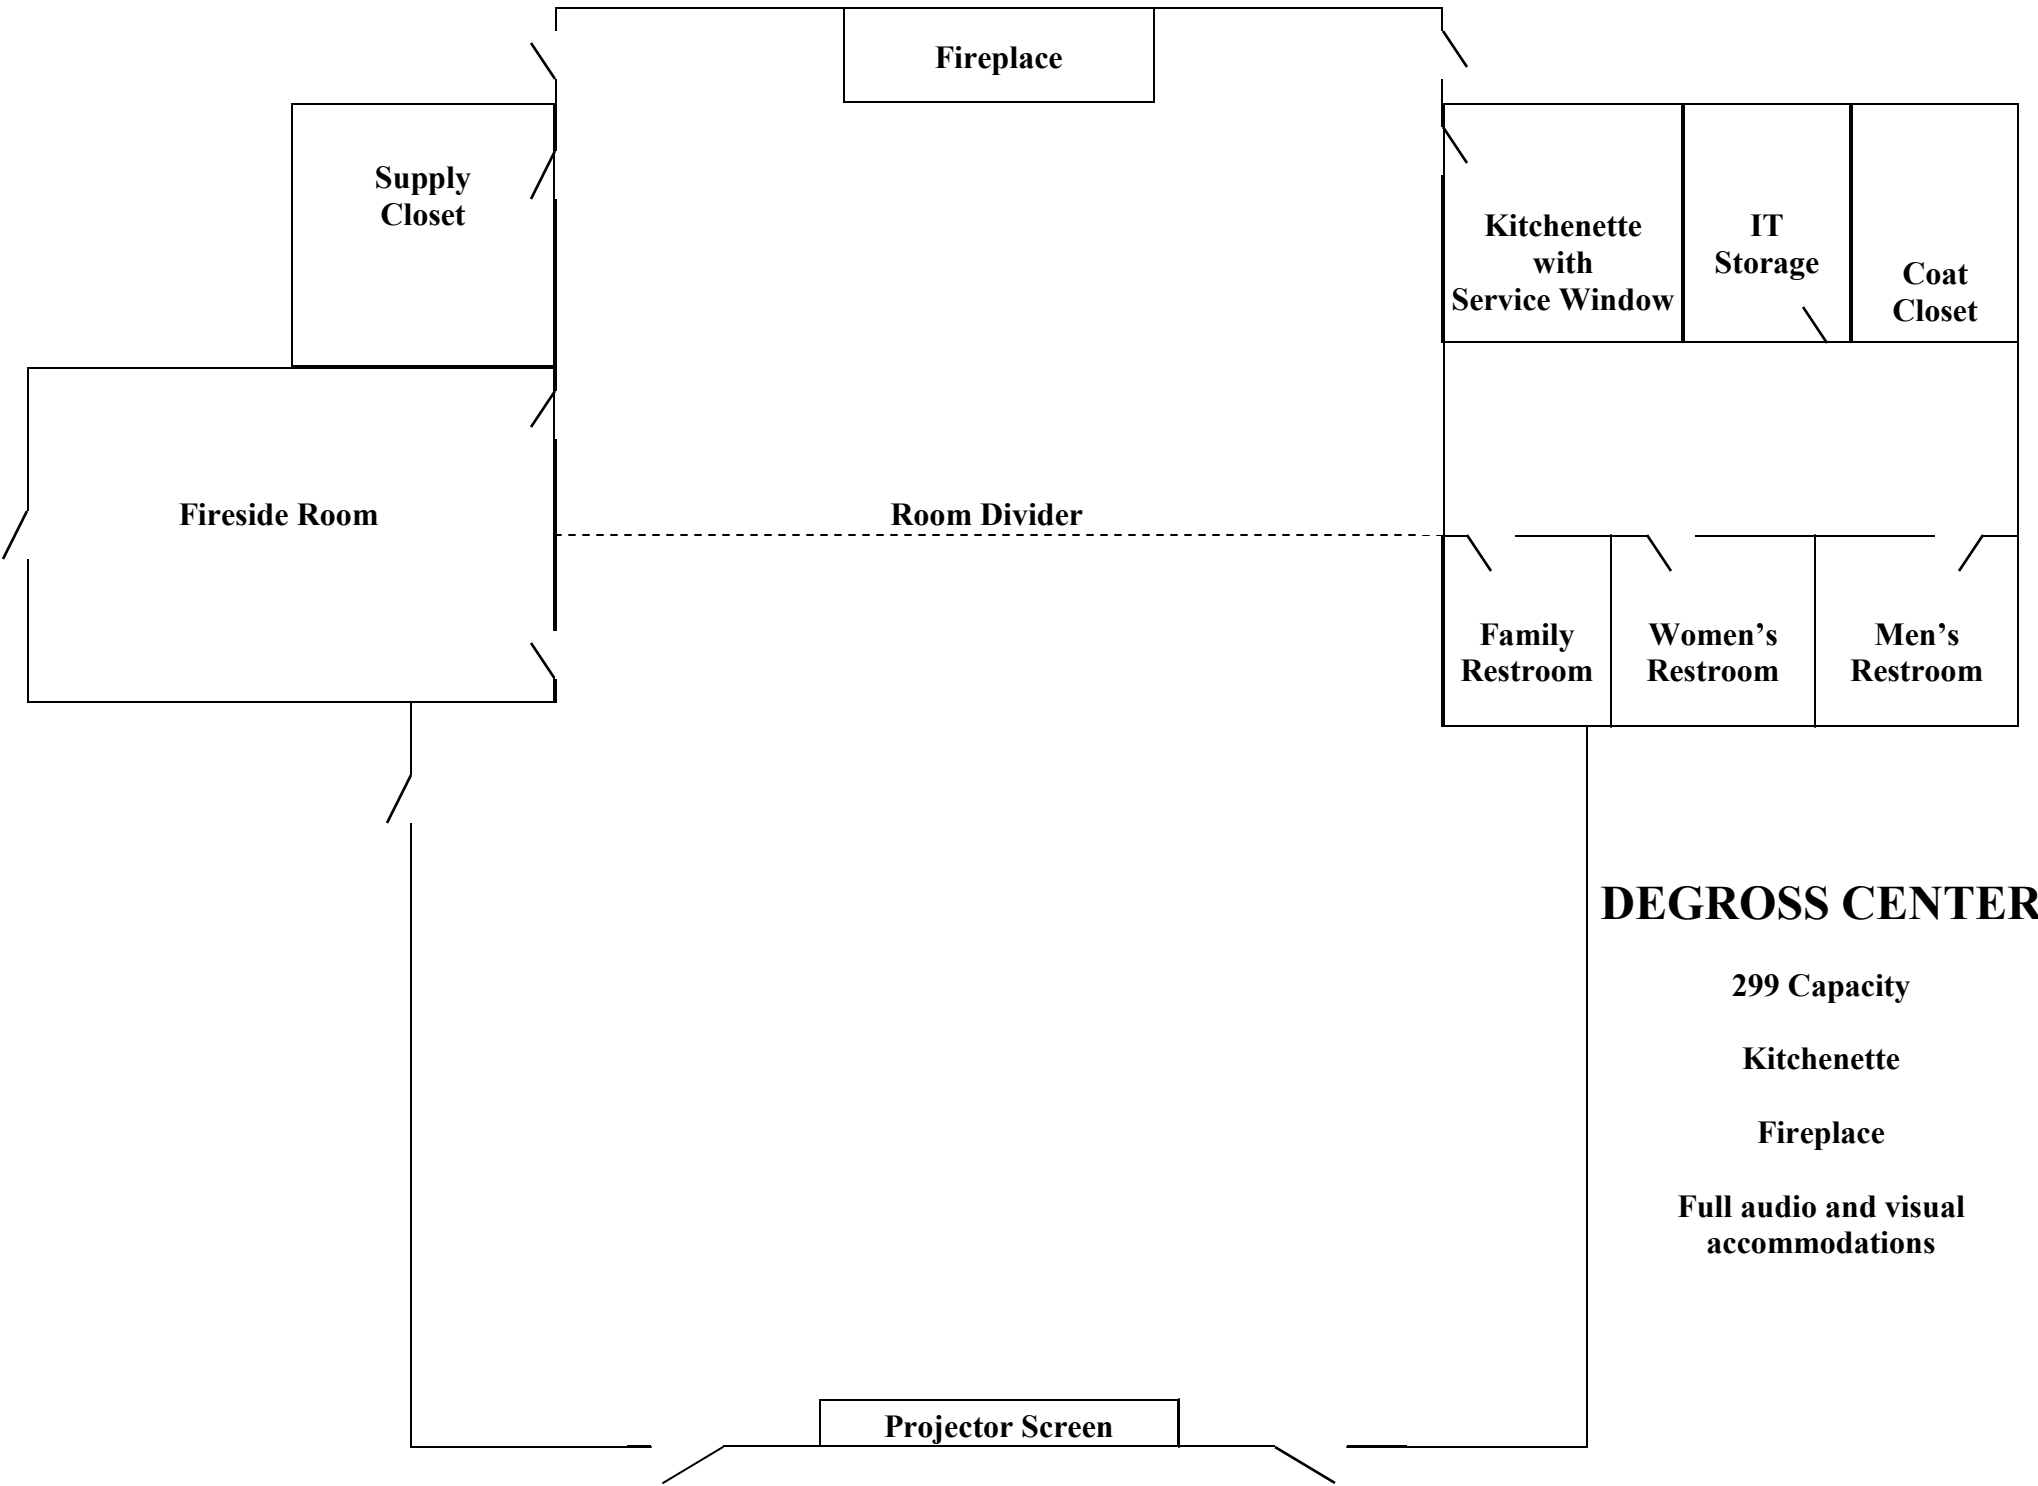 Fireplace
Supply
Closet
Kitchenette
with
Service Window
IT
Storage
Coat
Closet
Fireside Room
Room Divider
Family
Restroom
Women’s
Restroom
Men’s
Restroom
DEGROSS CENTER
299 Capacity
Kitchenette
Fireplace
Full audio and visual
accommodations
Projector Screen